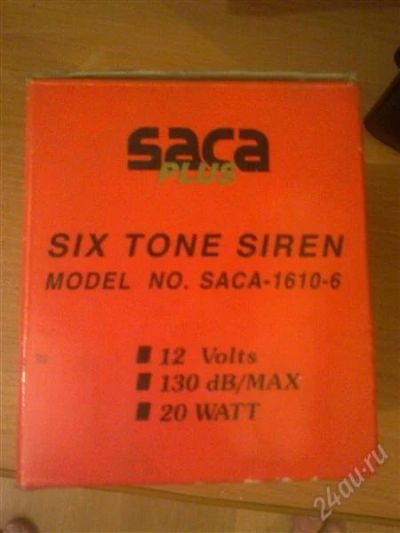 saca
PLUS
SIX TONE SIREN
MODEL NO. SACA-1610-6
■ 12 Volts
■ 130 dB/MAX
■ 20 WATT
24au.ru